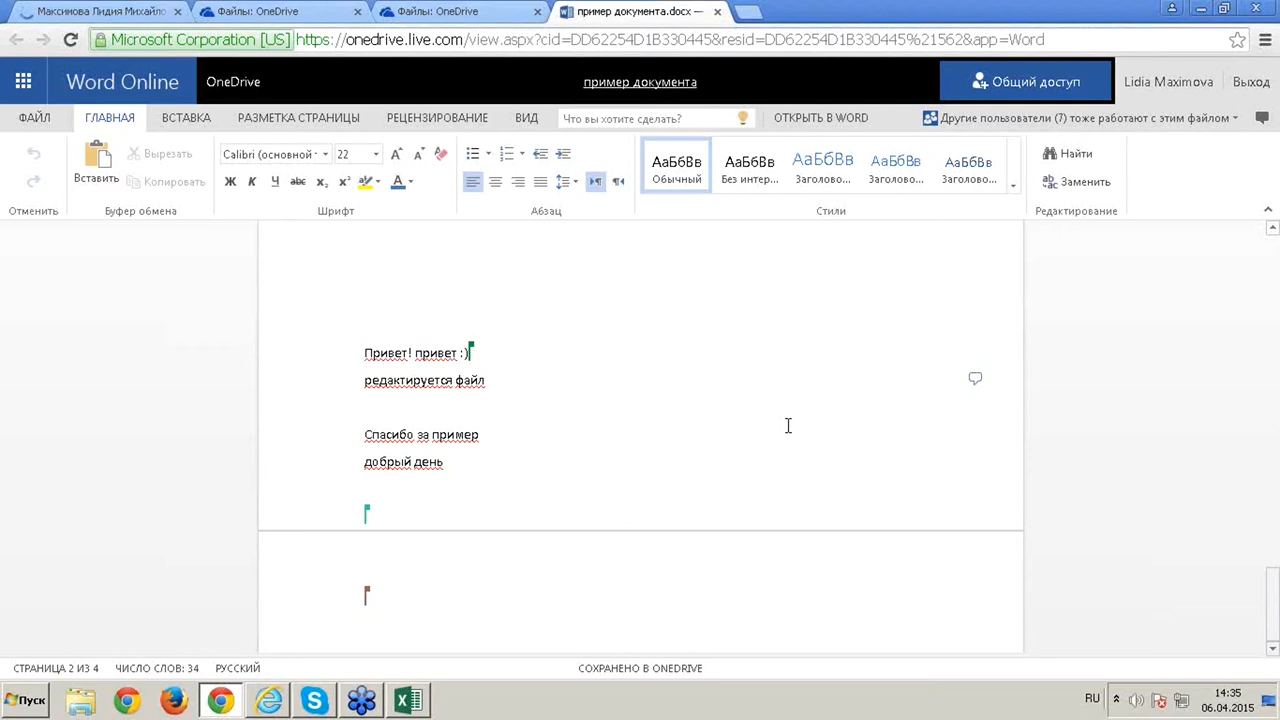 Максимова Лидия Михайло
Файлы: OneDrive
Файлы: OneDrive
пример документа.docx —
Microsoft Corporation [US]
https://onedrive.live.com/view.aspx?cid=DD62254D1B330445&resid=DD62254D1B330445%21562&app=Word
Word Online
OneDrive
пример документа
Общий доступ
Lidia Maximova
Выход
ФАЙЛ
ГЛАВНАЯ
ВСТАВКА
РАЗМЕТКА СТРАНИЦЫ
РЕЦЕНЗИРОВАНИЕ
ВИД
Что вы хотите сделать?
ОТКРЫТЬ В WORD
Другие пользователи (7) тоже работают с этим файлом
Вставить
Вырезать
Копировать
Calibri (основной
22
Ж К Ч abc x₂ x² А
АаБбВв
Обычный
АаБбВв
Без интер...
АаБбВв
Заголово...
АаБбВв
Заголово...
АаБбВв
Заголово...
Найти
Заменить
Отменить
Буфер обмена
Шрифт
Абзац
Стили
Редактирование
Привет! привет :)
редактируется файл
Спасибо за пример
добрый день
СТРАНИЦА 2 ИЗ 4
ЧИСЛО СЛОВ: 34
РУССКИЙ
СОХРАНЕНО В ONEDRIVE
Пуск
RU
14:35
06.04.2015